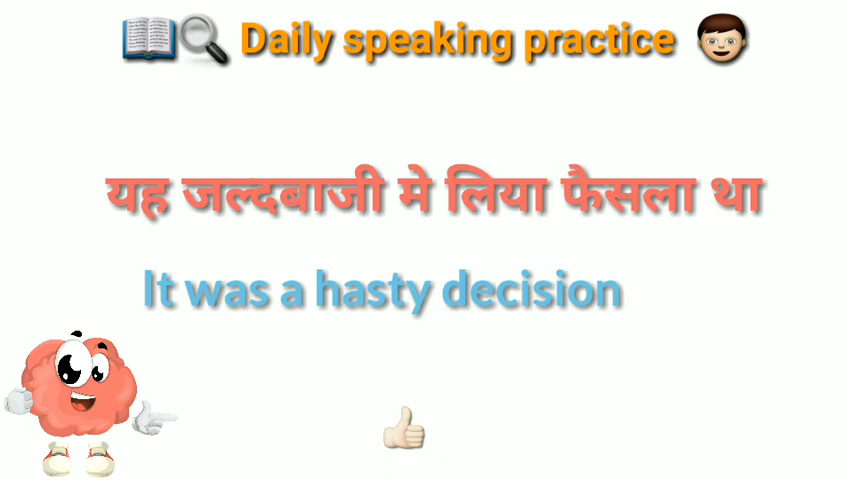 Daily speaking practice
यह जल्दबाजी मे लिया फैसला था
It was a hasty decision